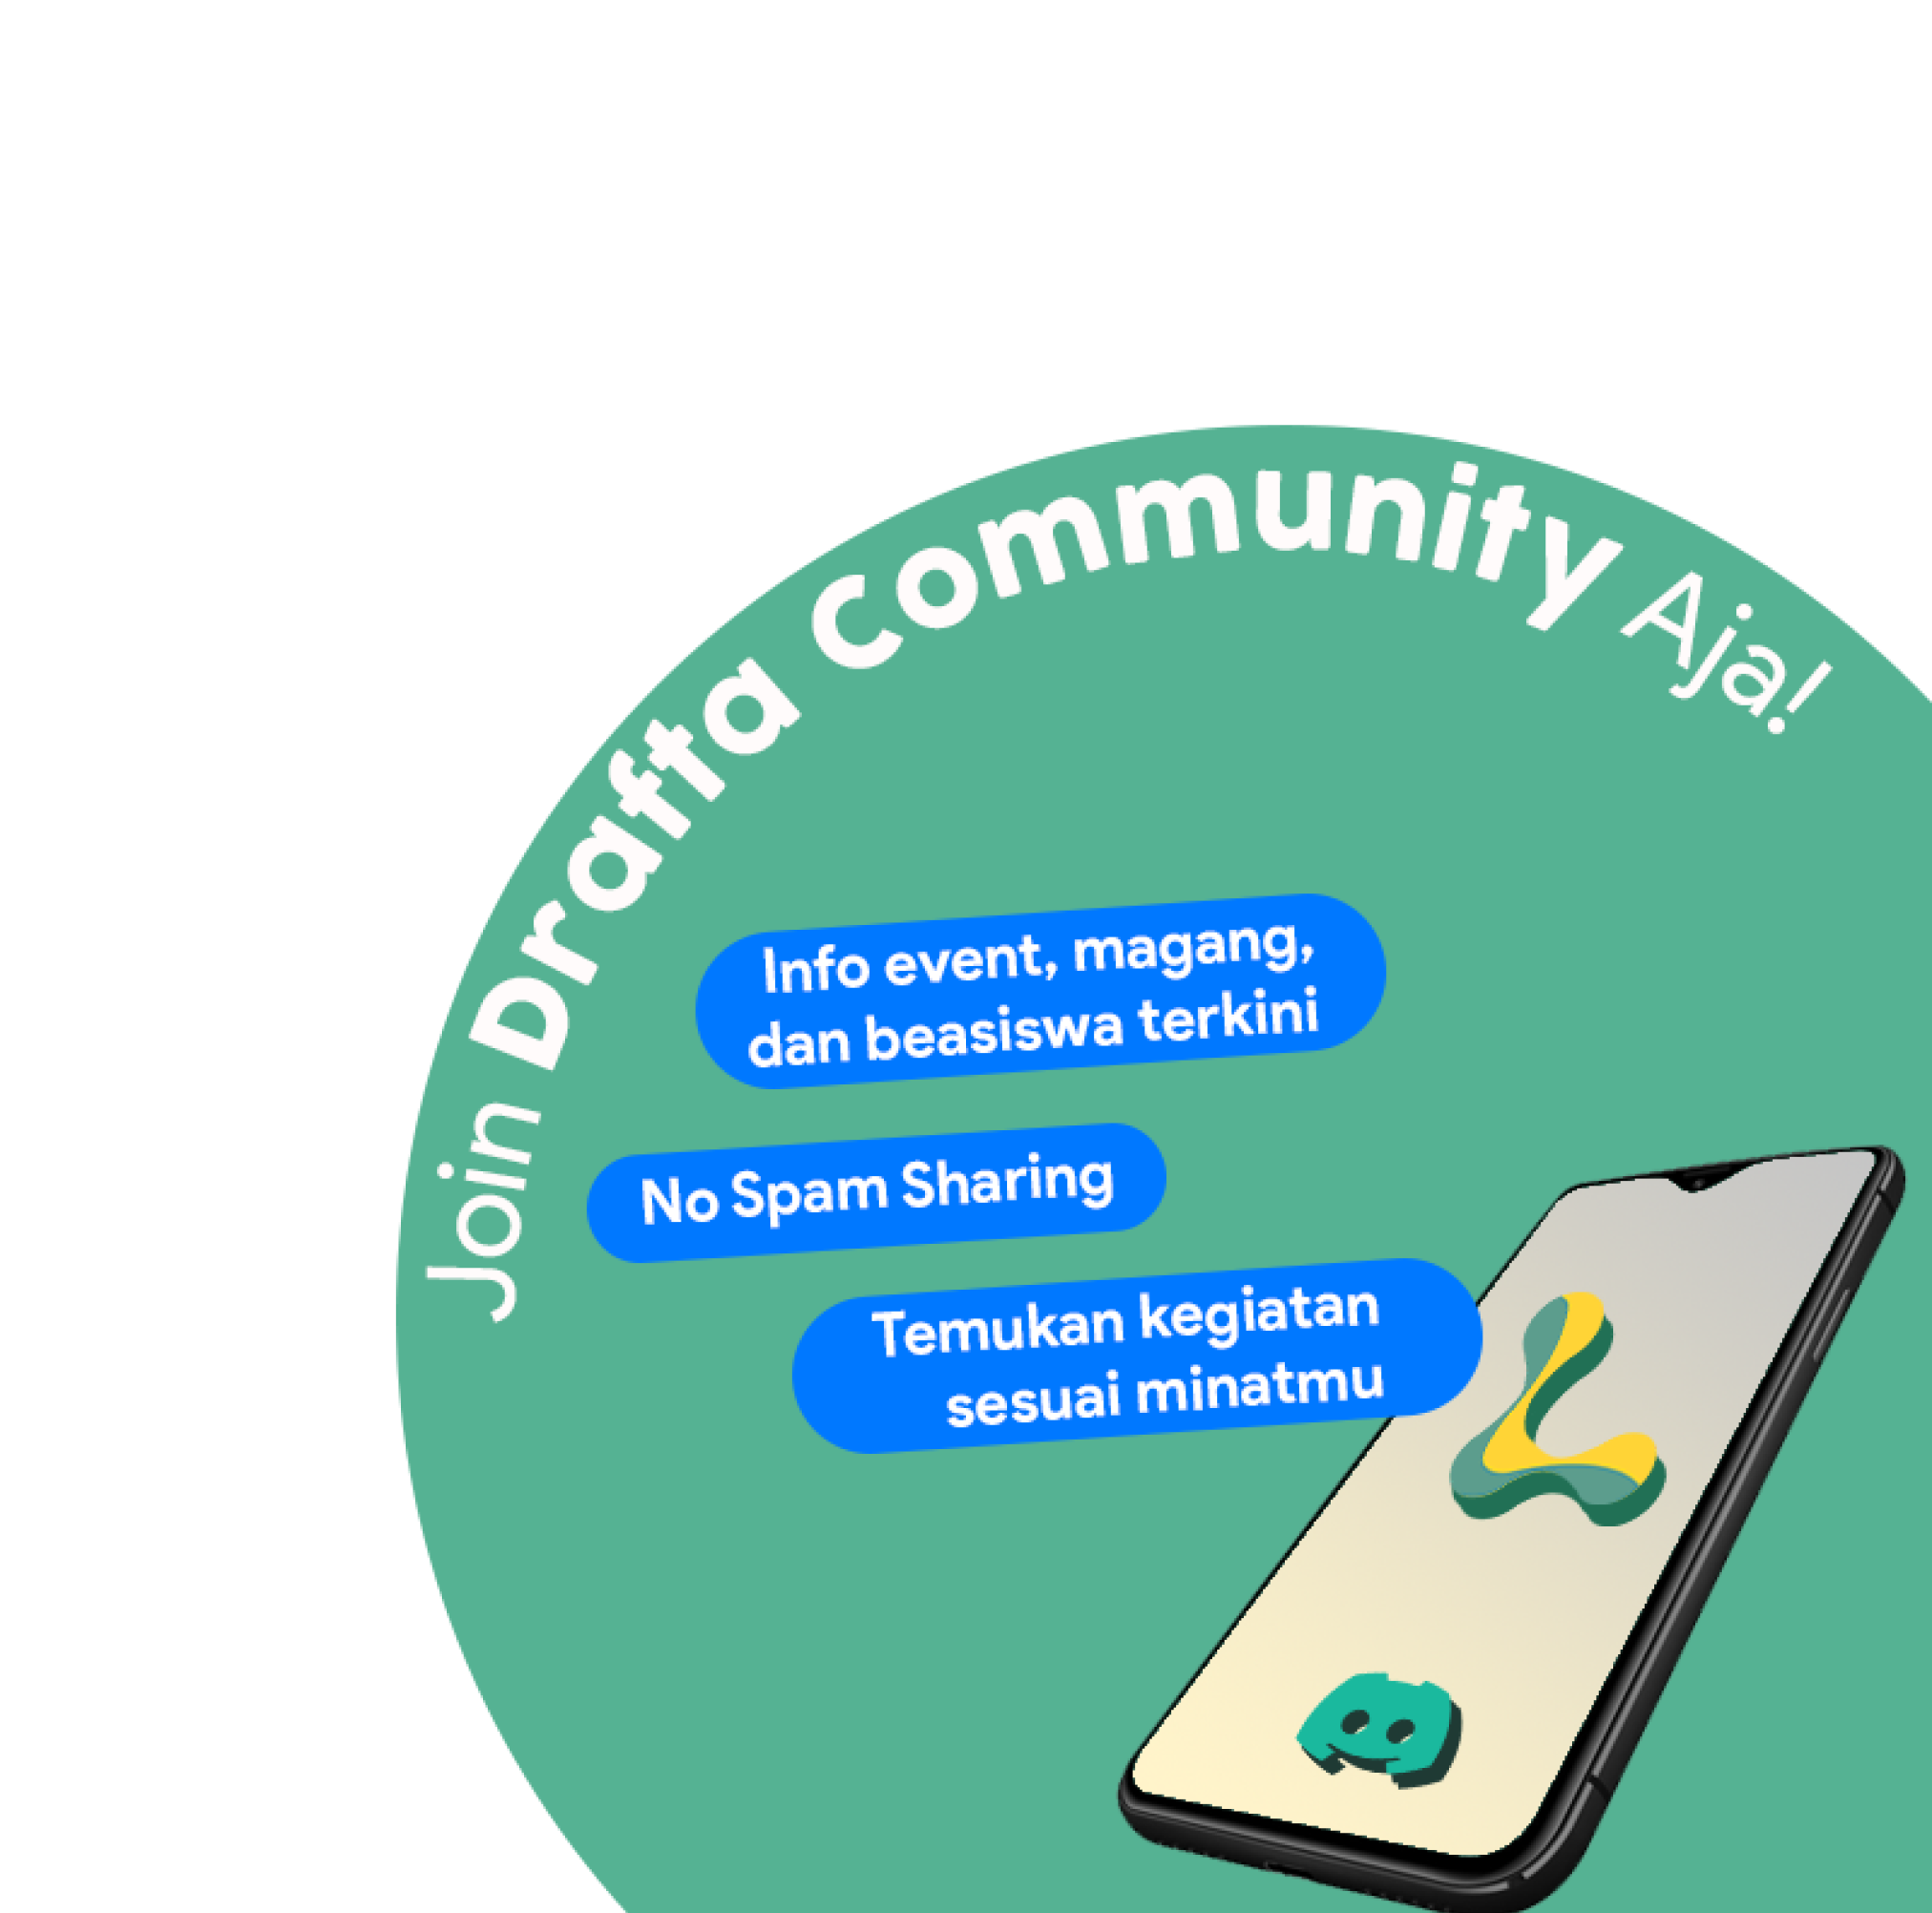 Join Drafta Community Aja!
Info event, magang,
dan beasiswa terkini
No Spam Sharing
Temukan kegiatan
sesuai minatmu